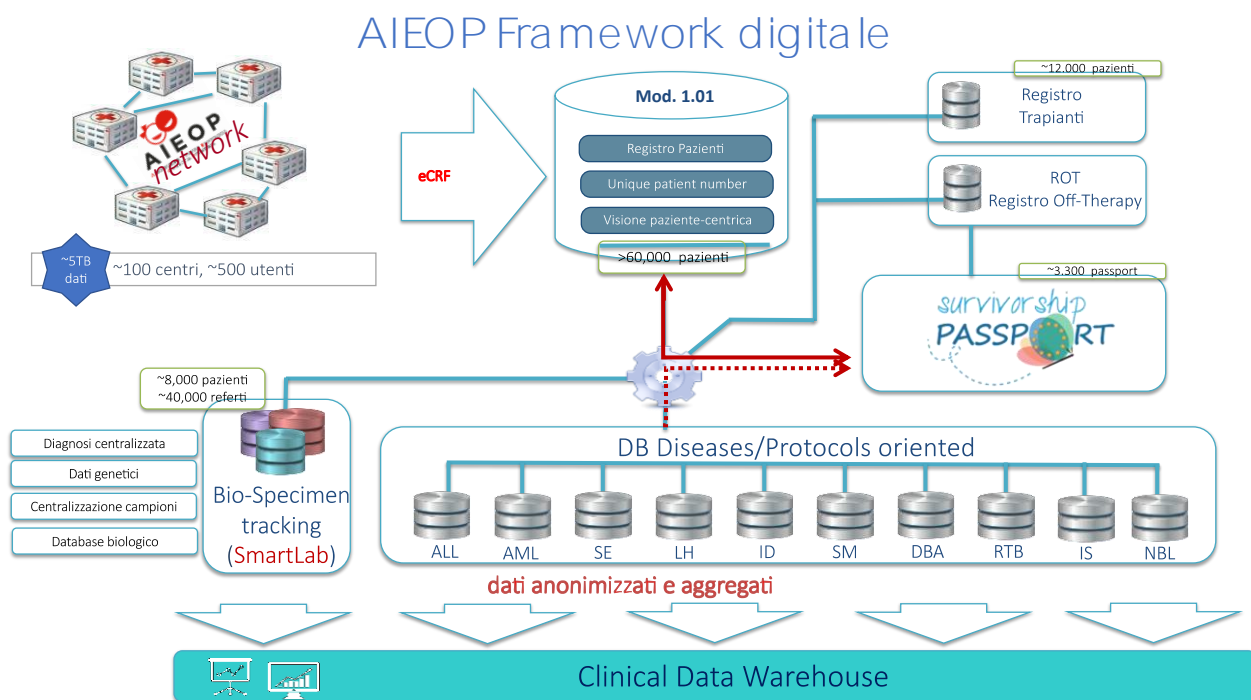 AIEOP Framework digitale
AIEOP
network
~5TB
dati
~100 centri, ~500 utenti
eCRF
Mod. 1.01
Registro Pazienti
Unique patient number
Visione paziente-centrica
>60,000 pazienti
~12.000 pazienti
Registro
Trapianti
ROT
Registro Off-Therapy
~3.300 passport
survivorship
PASSPORT
~8,000 pazienti
~40,000 referti
Diagnosi centralizzata
Dati genetici
Centralizzazione campioni
Database biologico
Bio-Specimen
tracking
(SmartLab)
DB Diseases/Protocols oriented
ALL AML SE LH ID SM DBA RTB IS NBL
dati anonimizzati e aggregati
Clinical Data Warehouse